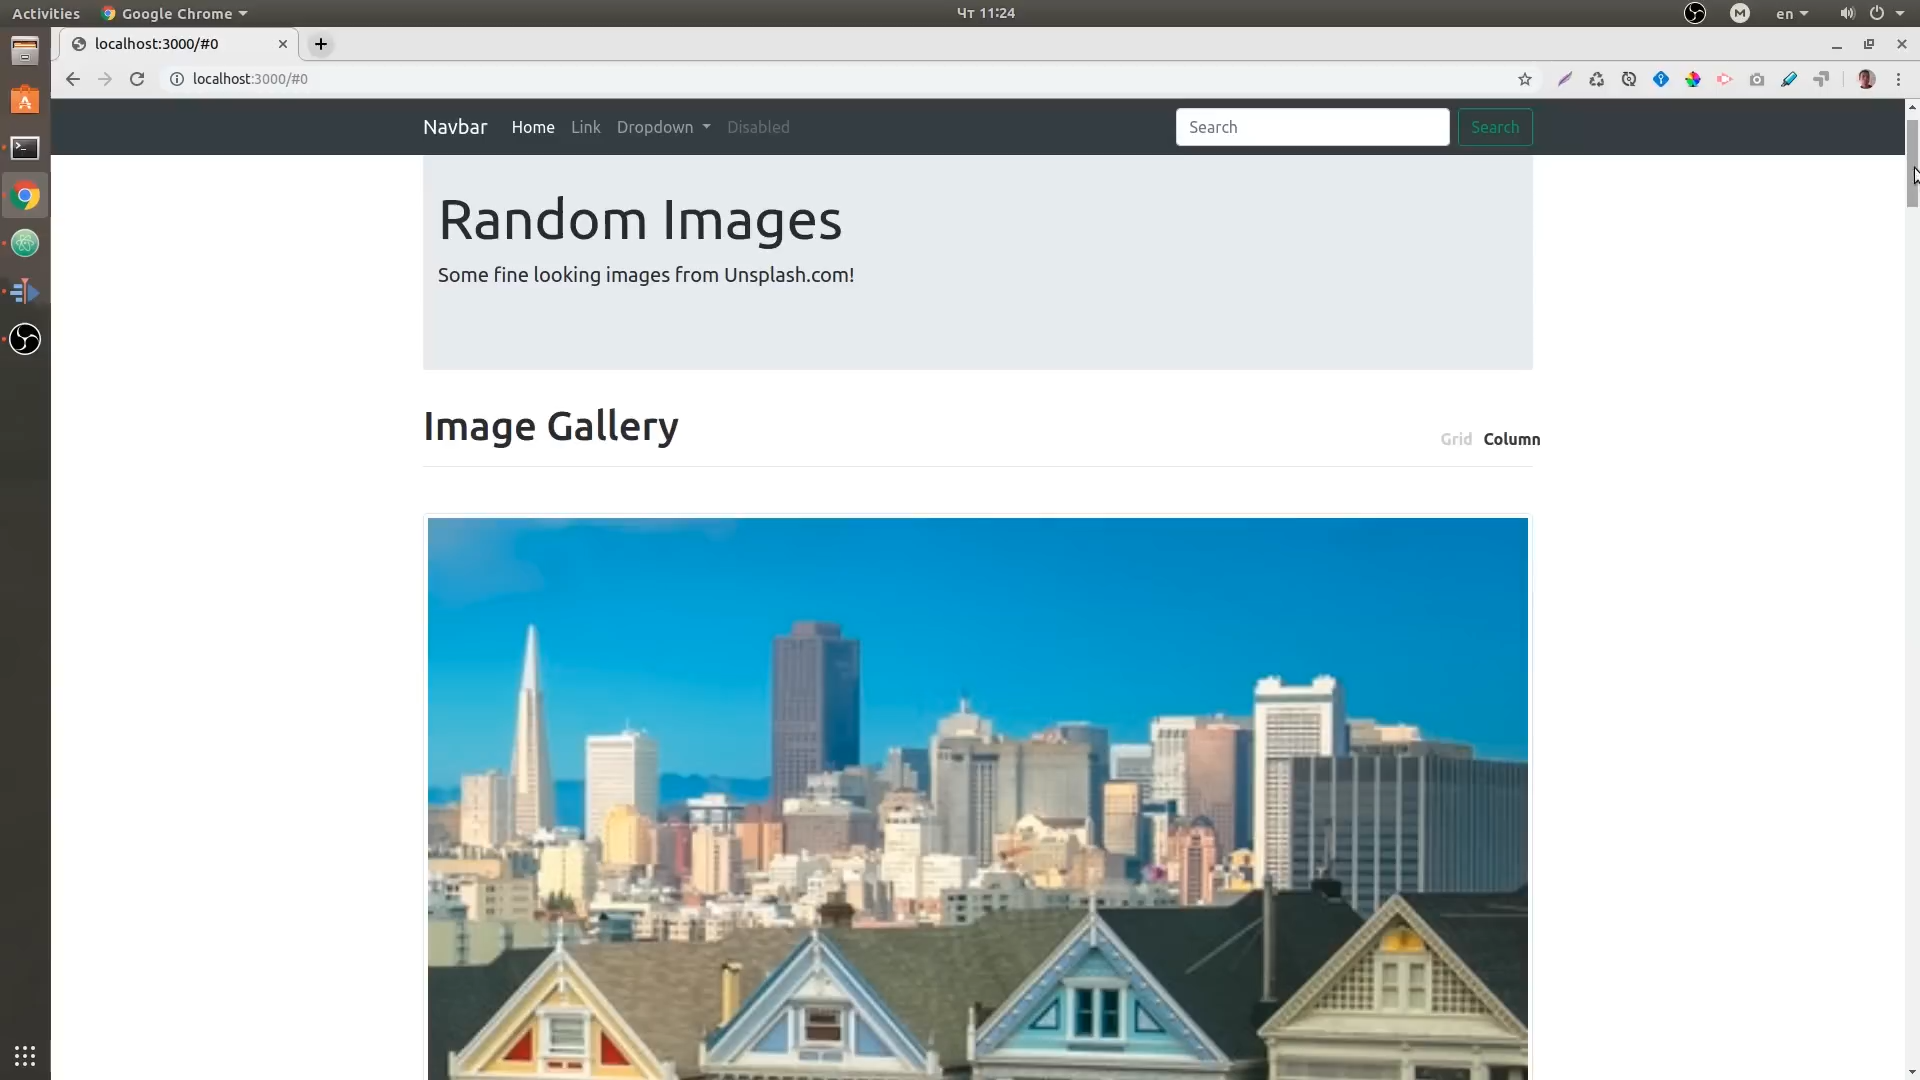 Activities Google Chrome Чт 11:24 en
localhost:3000/#0
localhost:3000/#0
Navbar Home Link Dropdown Disabled Search Search
Random Images
Some fine looking images from Unsplash.com!
Image Gallery
Grid Column